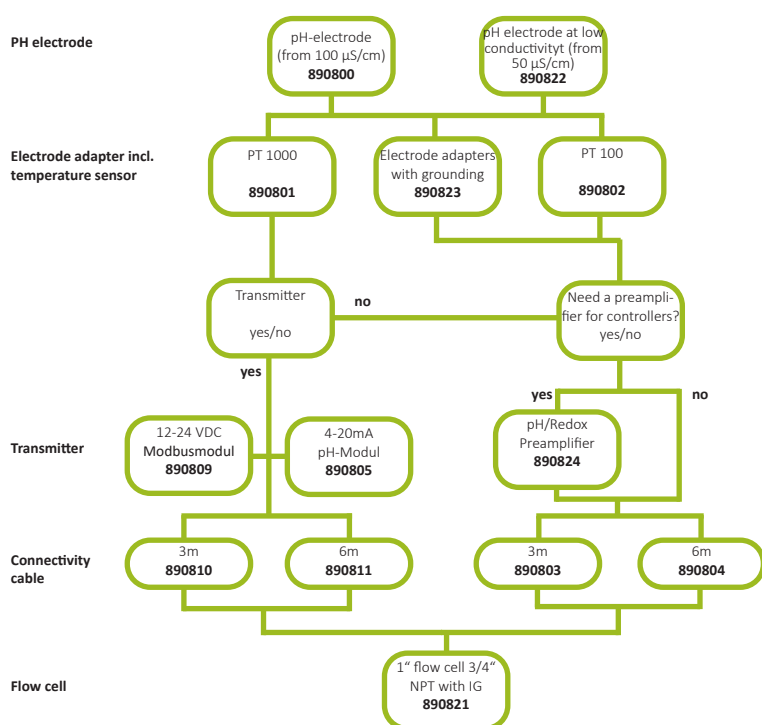 PH electrode
pH-electrode
(from 100 µS/cm)
890800
pH electrode at low
conductivityt (from
50 µS/cm)
890822
Electrode adapter incl.
temperature sensor
PT 1000
890801
Electrode adapters
with grounding
890823
PT 100
890802
Transmitter
yes/no
no
Need a preampli-
fier for controllers?
yes/no
yes
yes
no
Transmitter
12-24 VDC
Modbusmodul
890809
4-20mA
pH-Modul
890805
pH/Redox
Preamplifier
890824
Connectivity
cable
3m
890810
6m
890811
3m
890803
6m
890804
Flow cell
1“ flow cell 3/4“
NPT with IG
890821